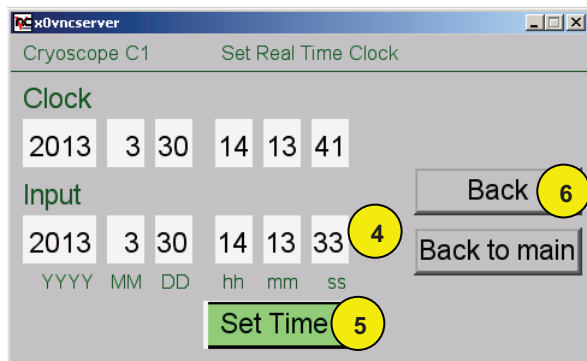 x0vncserver
Cryoscope C1 Set Real Time Clock
Clock
2013 3 30 14 13 41
Input
2013 3 30 14 13 33 4
YYYY MM DD hh mm ss
Back 6
Back to main
Set Time 5